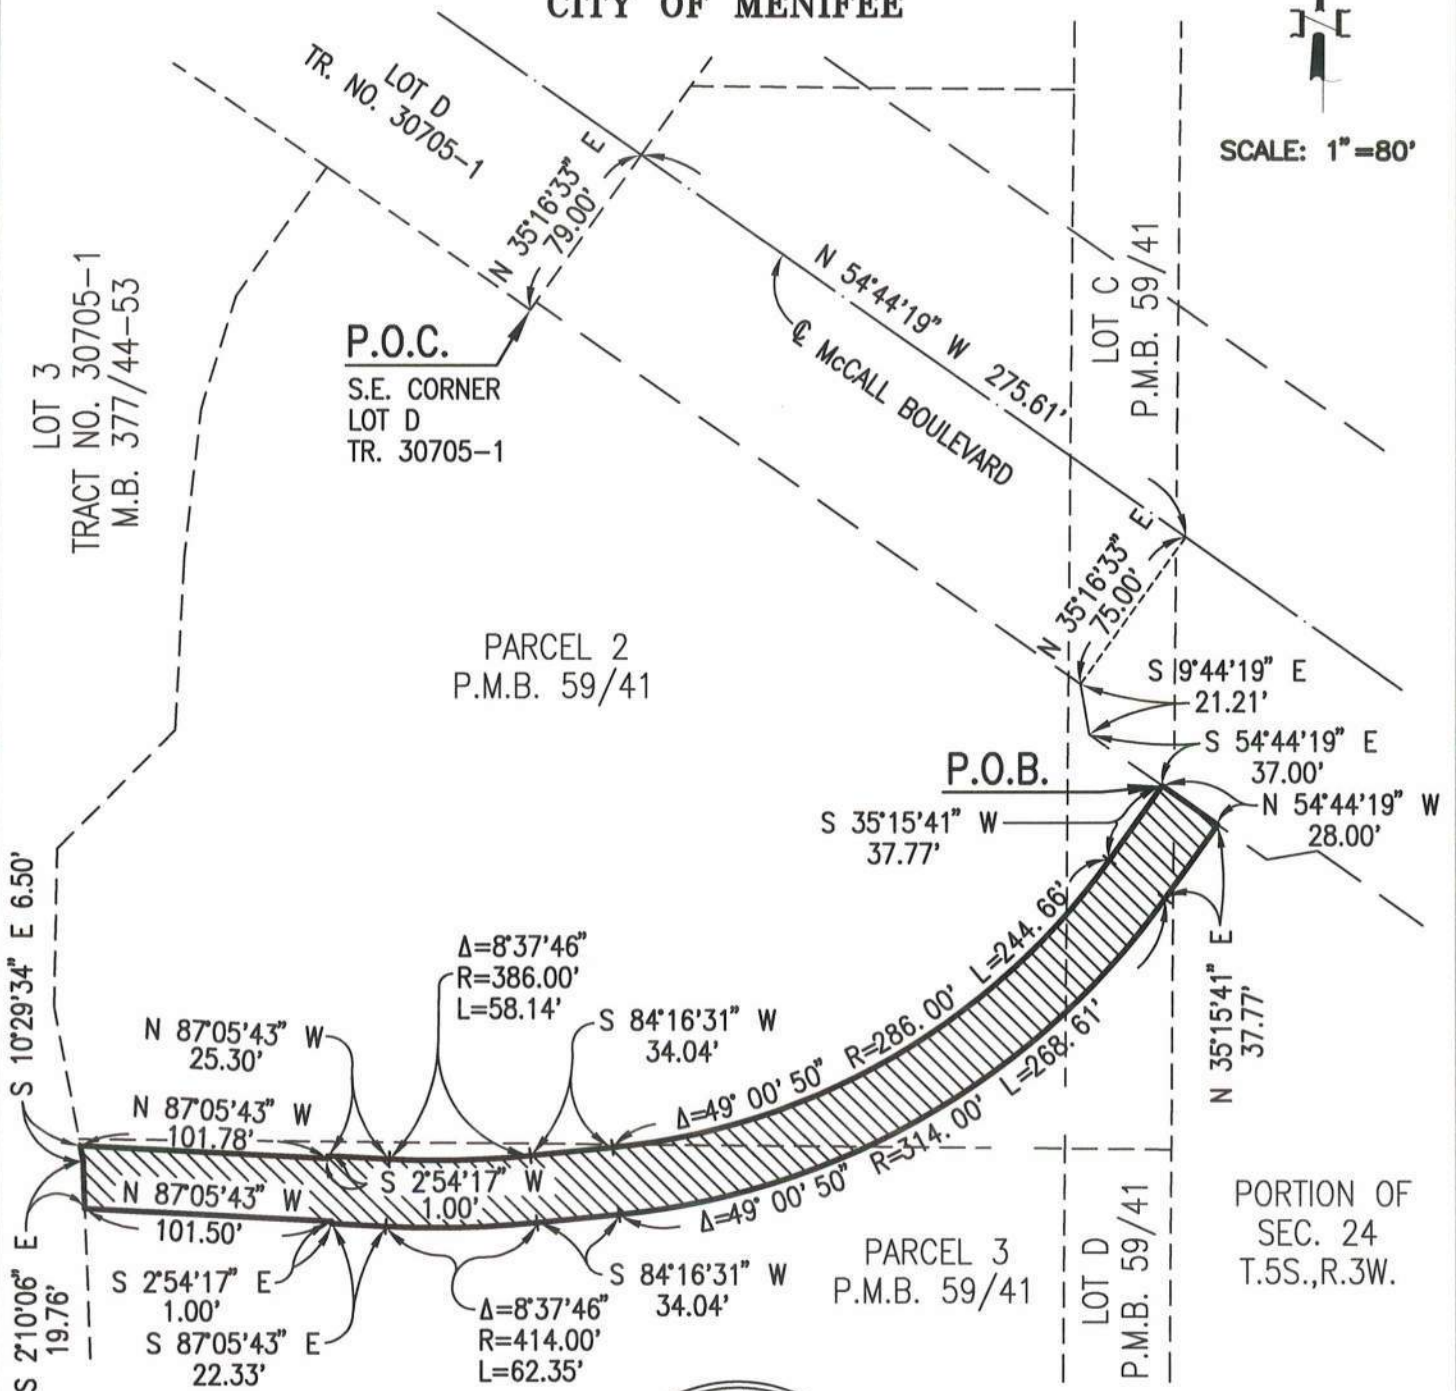 CITY OF MENIFEE
SCALE: 1"=80'
LOT D
TR. NO. 30705-1
N 35°16'33" E
79.00'
N 54°44'19" W 275.61'
℄ McCALL BOULEVARD
LOT C
P.M.B. 59/41
LOT 3
TRACT NO. 30705-1
M.B. 377/44-53
P.O.C.
S.E. CORNER
LOT D
TR. 30705-1
N 35°16'33" E
75.00'
PARCEL 2
P.M.B. 59/41
S 9°44'19" E
21.21'
S 54°44'19" E
37.00'
P.O.B.
N 54°44'19" W
28.00'
S 35°15'41" W
37.77'
S 10°29'34" E 6.50'
Δ=8°37'46"
R=386.00'
L=58.14'
N 87°05'43" W
25.30'
S 84°16'31" W
34.04'
Δ=49° 00' 50" R=286.00' L=244.66'
N 35°15'41" E
37.77'
N 87°05'43" W
101.78'
S 2°54'17" W
1.00'
N 87°05'43" W
101.50'
Δ=49° 00' 50" R=314.00' L=268.61'
S 2°10'06" E
19.76'
S 2°54'17" E
1.00'
S 87°05'43" E
22.33'
Δ=8°37'46"
R=414.00'
L=62.35'
S 84°16'31" W
34.04'
PARCEL 3
P.M.B. 59/41
LOT D
P.M.B. 59/41
PORTION OF
SEC. 24
T.5S.,R.3W.